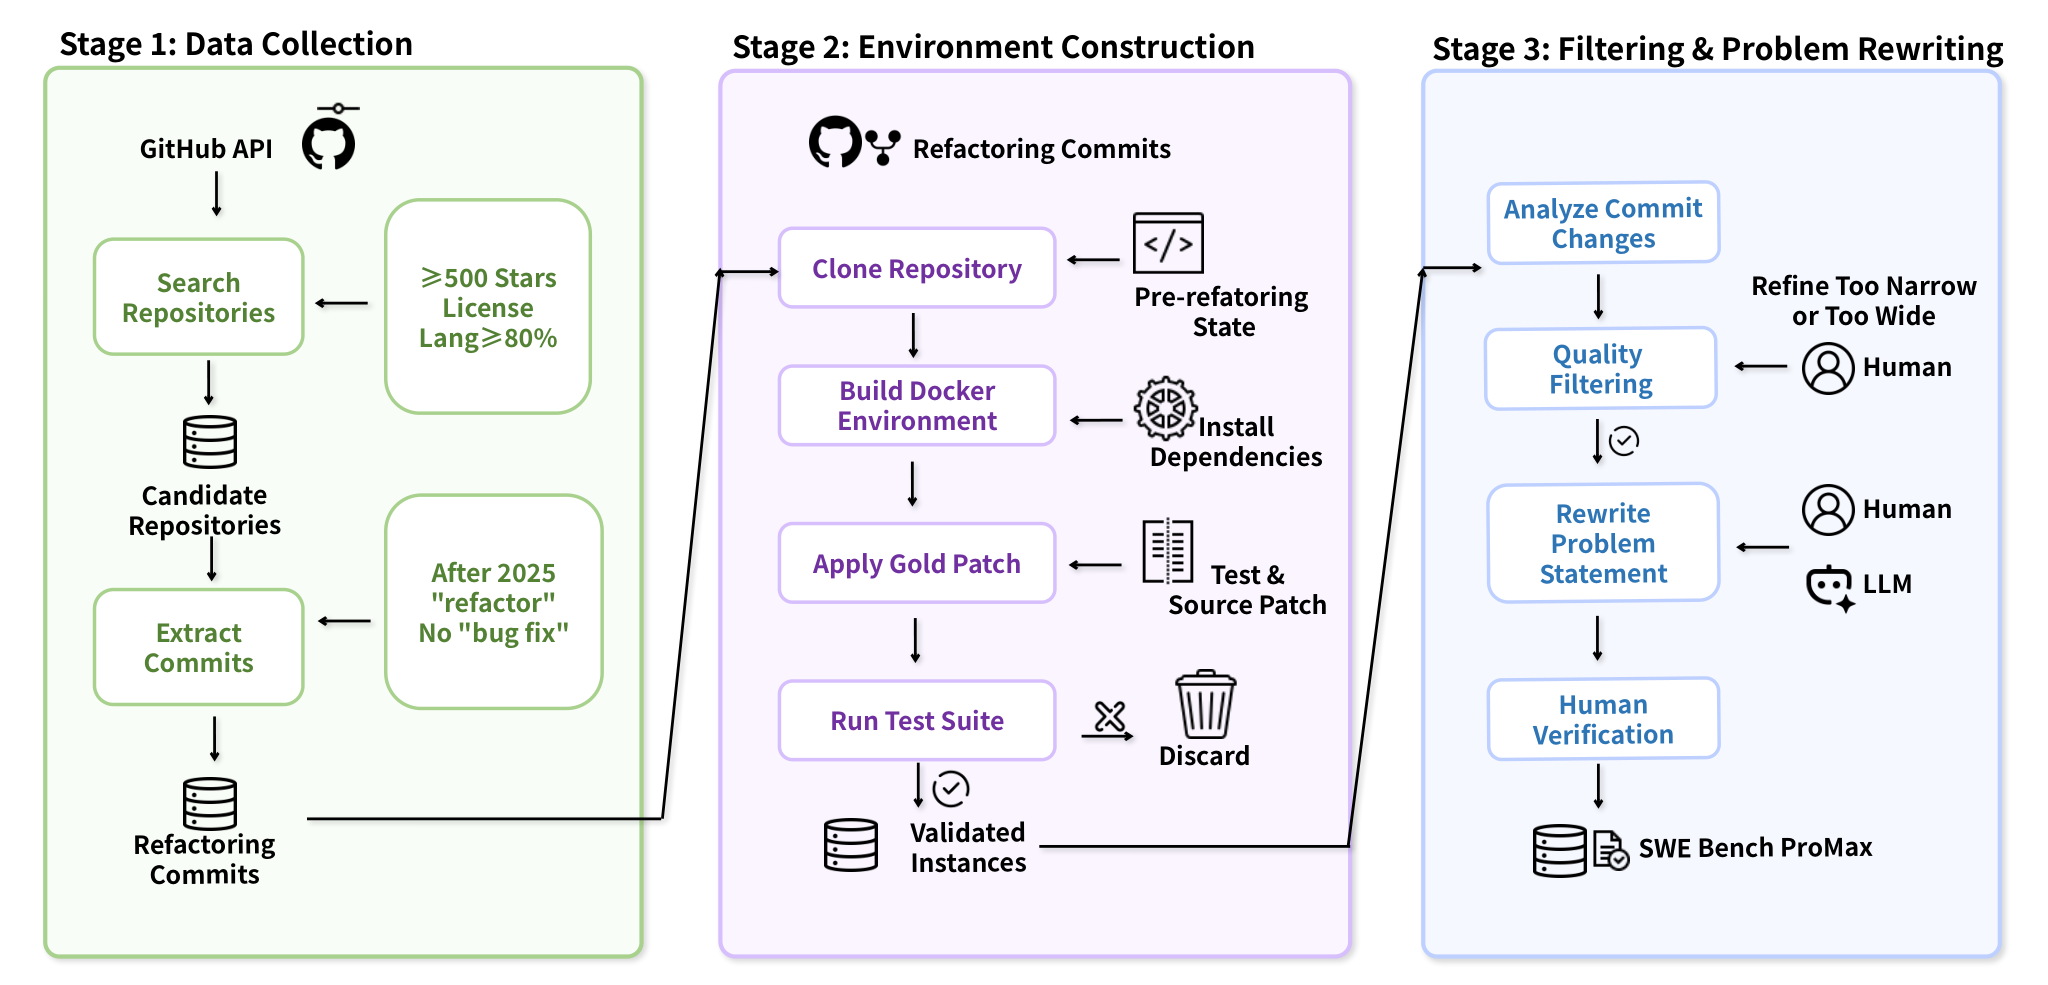 Stage 1: Data Collection
GitHub API
Search
Repositories
⩾500 Stars
License
Lang⩾80%
Candidate
Repositories
Extract
Commits
After 2025
"refactor"
No "bug fix"
Refactoring
Commits
Stage 2: Environment Construction
Refactoring Commits
Clone Repository
</>
Pre-refatoring
State
Build Docker
Environment
Install
Dependencies
Apply Gold Patch
Test &
Source Patch
Run Test Suite
Discard
Validated
Instances
Stage 3: Filtering & Problem Rewriting
Analyze Commit
Changes
Refine Too Narrow
or Too Wide
Quality
Filtering
Human
Rewrite
Problem
Statement
Human
LLM
Human
Verification
SWE Bench ProMax